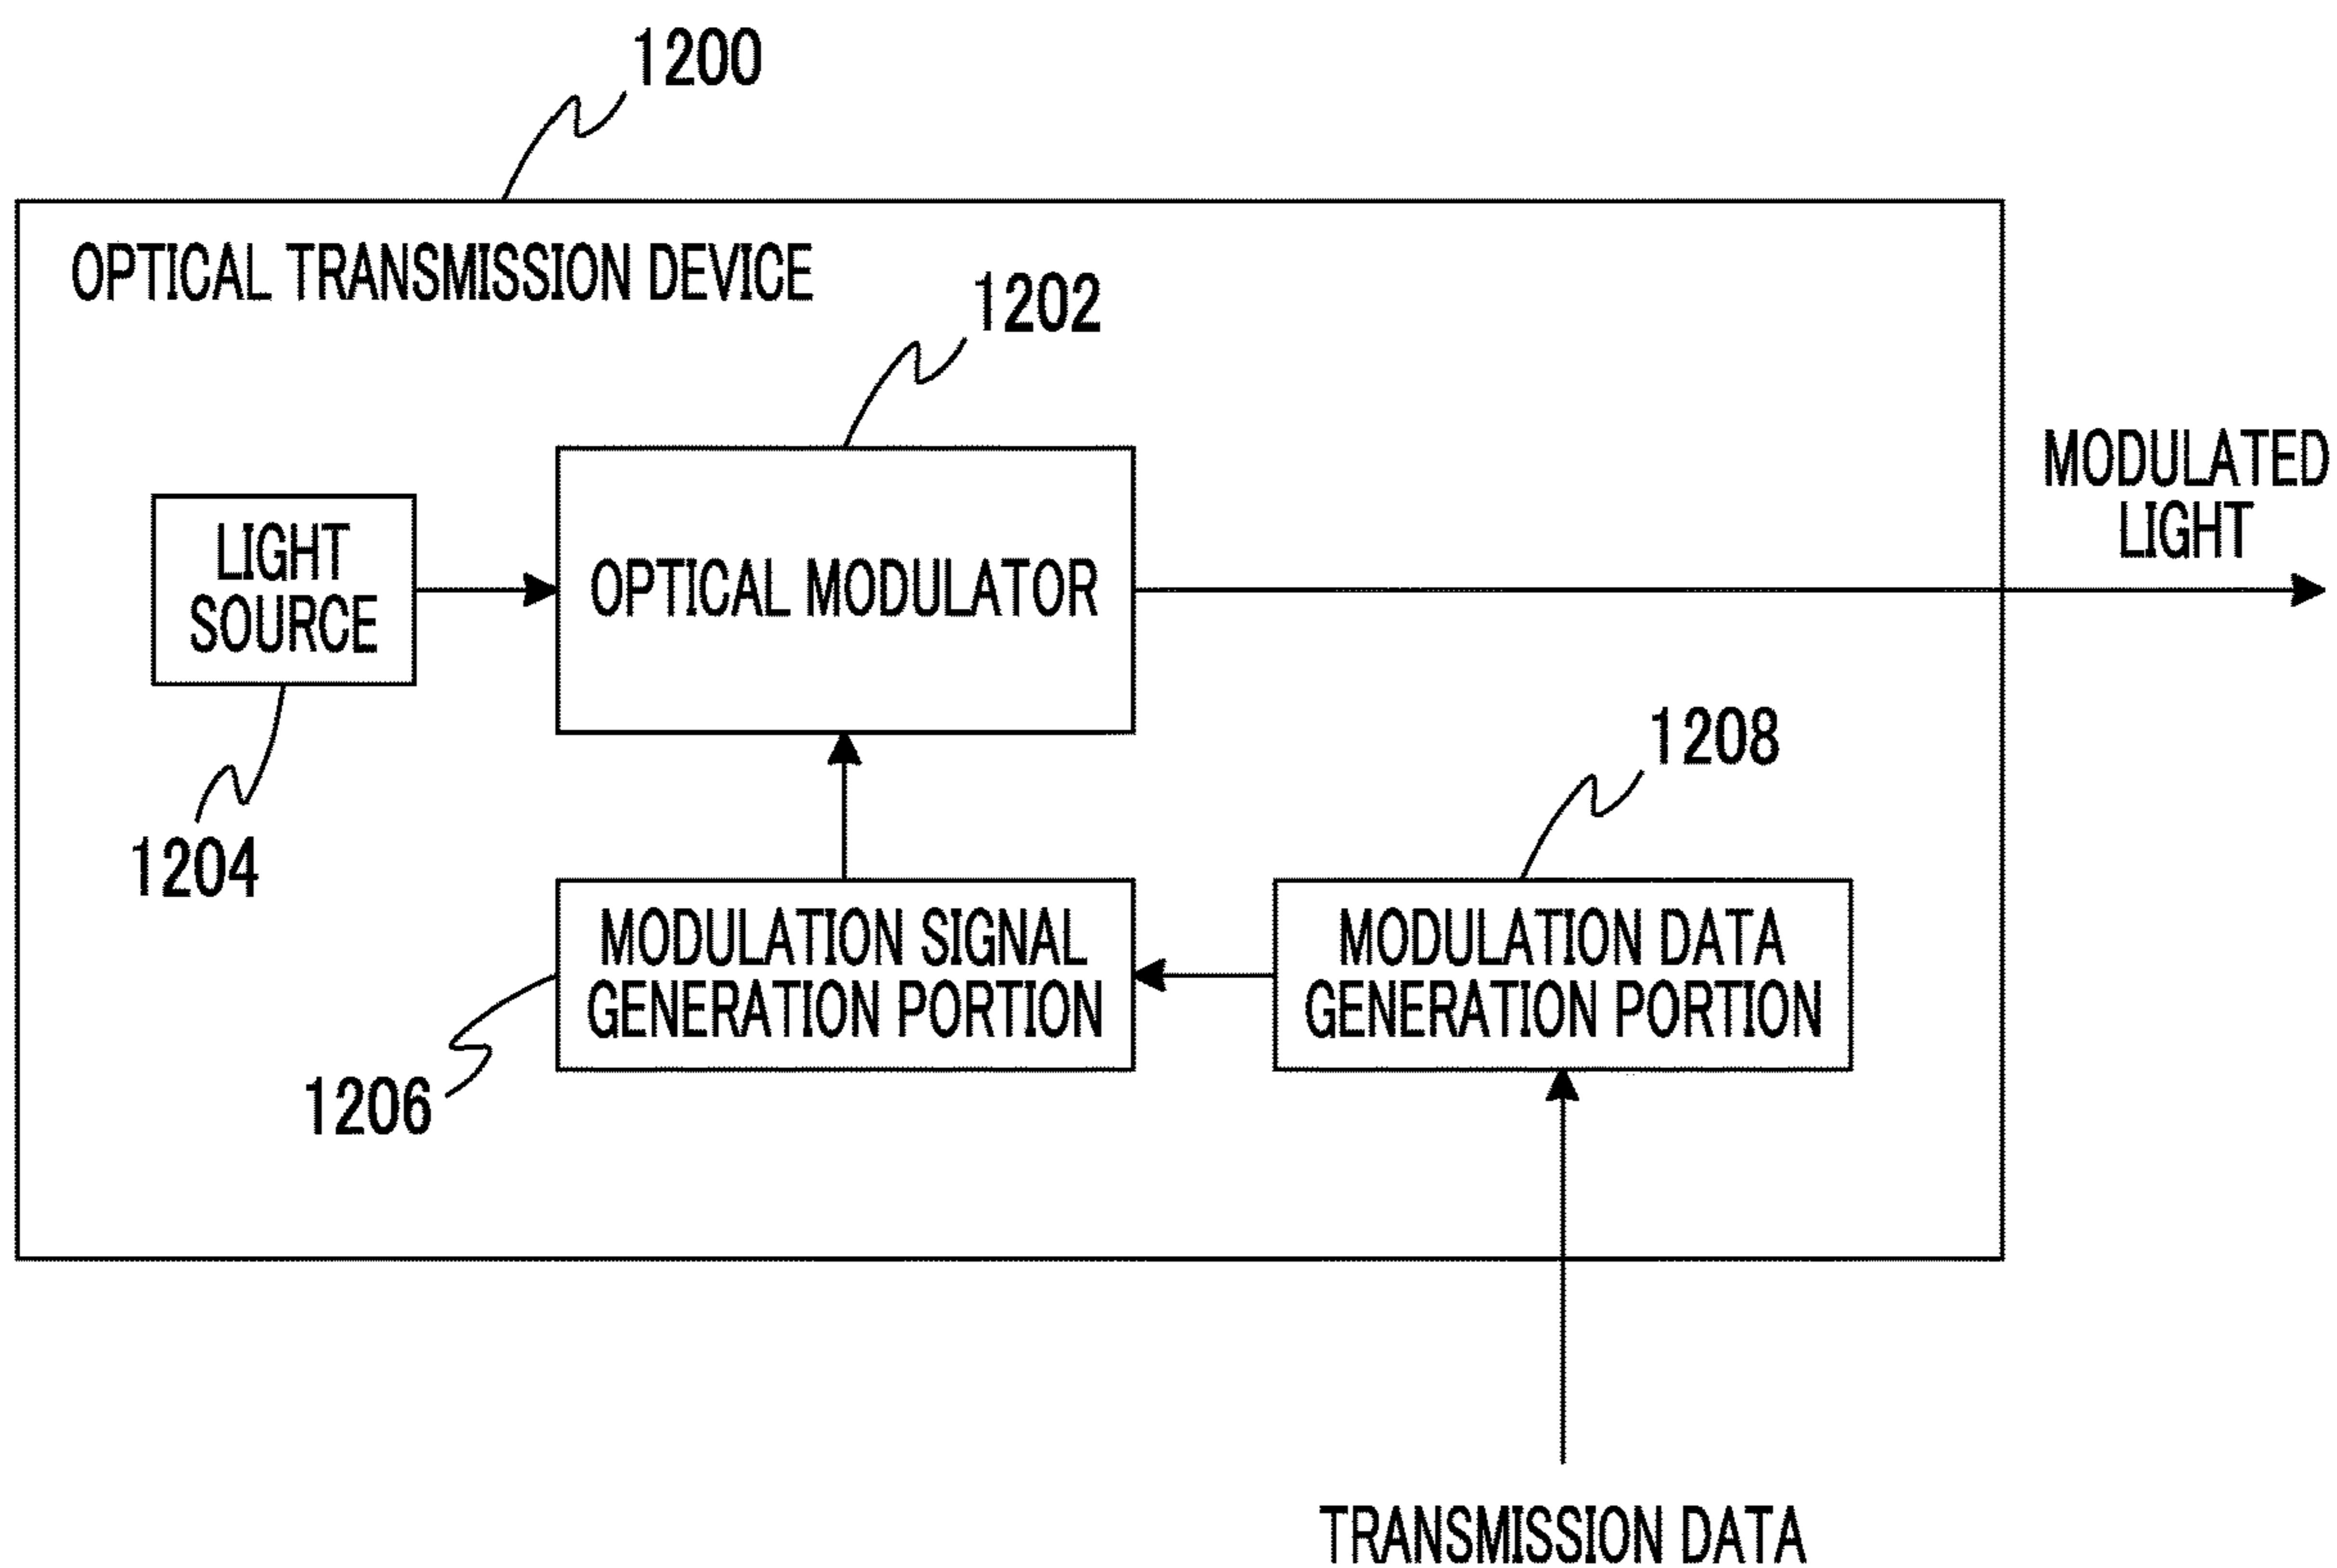 1200
OPTICAL TRANSMISSION DEVICE
1202
MODULATED
LIGHT
LIGHT
SOURCE
OPTICAL MODULATOR
1208
1204
MODULATION SIGNAL
GENERATION PORTION
MODULATION DATA
GENERATION PORTION
1206
TRANSMISSION DATA